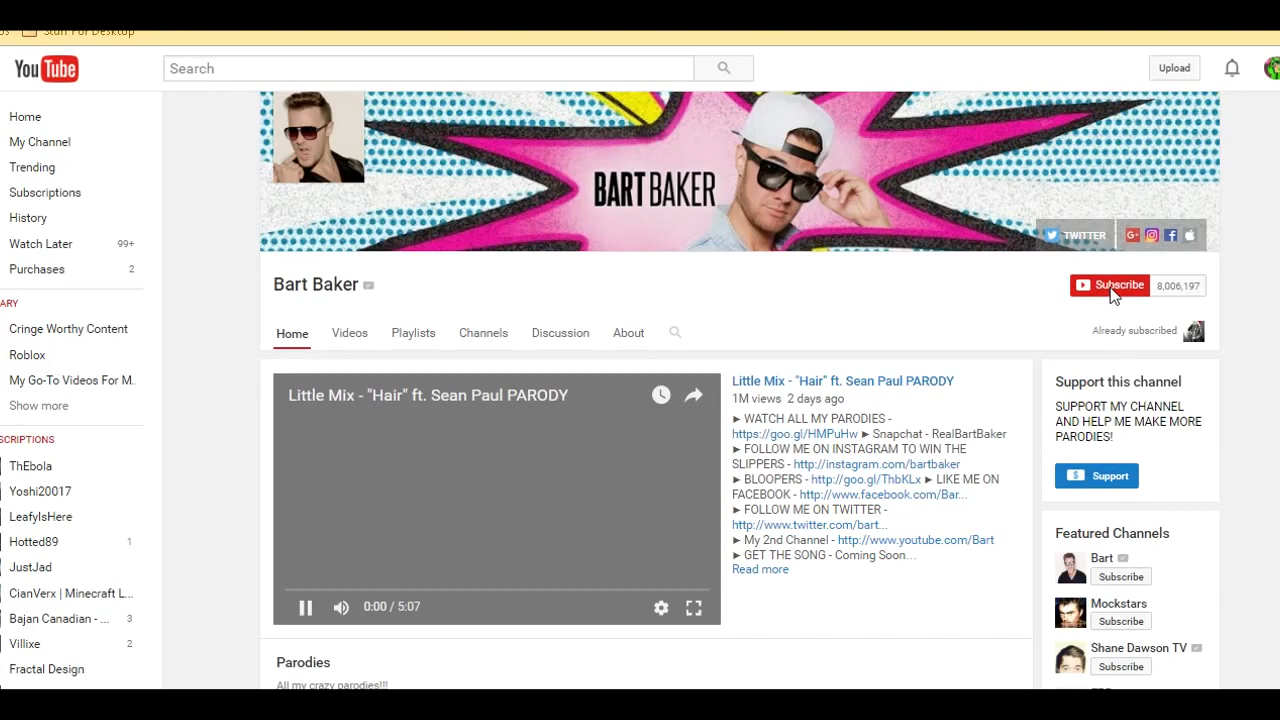 Stuff For Desktop
YouTube
Search
Upload
Home
My Channel
Trending
Subscriptions
History
Watch Later 99+
Purchases 2
ARY
Cringe Worthy Content
Roblox
My Go-To Videos For M..
Show more
SCRIPTIONS
ThEbola
Yoshi20017
LeafyIsHere
Hotted89 1
JustJad
CianVerx | Minecraft L...
Bajan Canadian - ... 3
Villixe 2
Fractal Design
BART BAKER
TWITTER
Bart Baker
Subscribe 8,006,197
Already subscribed
Home Videos Playlists Channels Discussion About
Little Mix - "Hair" ft. Sean Paul PARODY
0:00 / 5:07
Little Mix - "Hair" ft. Sean Paul PARODY
1M views 2 days ago
► WATCH ALL MY PARODIES -
https://goo.gl/HMPuHw ► Snapchat - RealBartBaker
► FOLLOW ME ON INSTAGRAM TO WIN THE
SLIPPERS - http://instagram.com/bartbaker
► BLOOPERS - http://goo.gl/ThbKLx ► LIKE ME ON
FACEBOOK - http://www.facebook.com/Bar...
► FOLLOW ME ON TWITTER -
http://www.twitter.com/bart...
► My 2nd Channel - http://www.youtube.com/Bart
► GET THE SONG - Coming Soon...
Read more
Parodies
All my crazy parodies!!!
Support this channel
SUPPORT MY CHANNEL
AND HELP ME MAKE MORE
PARODIES!
Support
Featured Channels
Bart
Subscribe
Mockstars
Subscribe
Shane Dawson TV
Subscribe